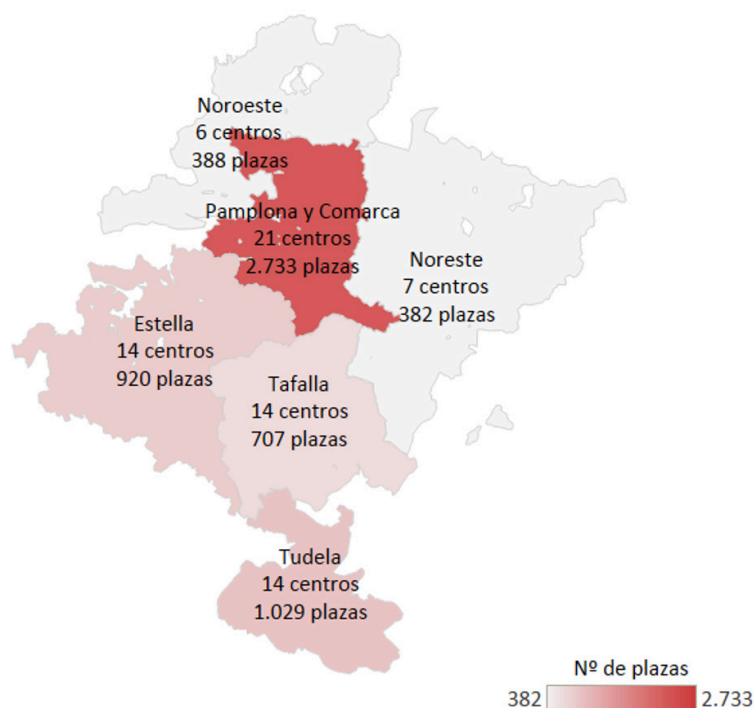 Noroeste
6 centros
388 plazas
Pamplona y Comarca
21 centros
2.733 plazas
Noreste
7 centros
382 plazas
Estella
14 centros
920 plazas
Tafalla
14 centros
707 plazas
Tudela
14 centros
1.029 plazas
Nº de plazas
382
2.733